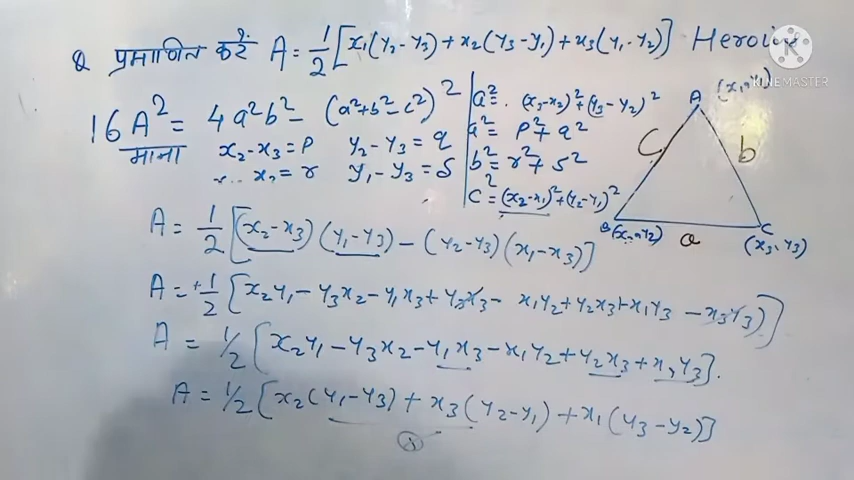 Q प्रमाणित करें कि A = 1/2 [x₁(y₂-y₃)+x₂(y₃-y₁)+x₃(y₁-y₂)]
KINEMASTER
16A² = 4a²b² - (a²+b²-c²)²
माना x₂-x₃=p y₂-y₃=q
x₃=r y₁-y₃=s
a² = (x₃-x₂)²+(y₃-y₂)²
a² = p²+q²
b² = r²+s²
c² = (x₂-x₁)²+(y₂-y₁)²
A (x₁, y₁)
C b
B(x₂, y₂) a C (x₃, y₃)
A = 1/2 [(x₂-x₃)(y₁-y₃) - (y₂-y₃)(x₁-x₃)]
A = +1/2 [x₂y₁-y₃x₂-y₁x₃+y₃x₃- x₁y₂+y₂x₃+x₁y₃-x₃y₃)]
A = 1/2 [x₂y₁-y₃x₂-y₁x₃-x₁y₂+y₂x₃+x₁y₃].
A = 1/2 [x₂(y₁-y₃)+x₃(y₂-y₁)+x₁(y₃-y₂)]